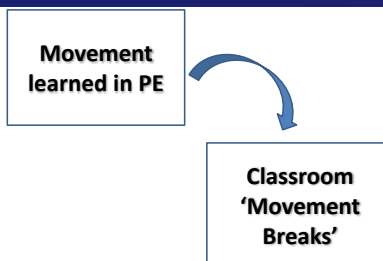 Movement
learned in PE
Classroom
‘Movement
Breaks’